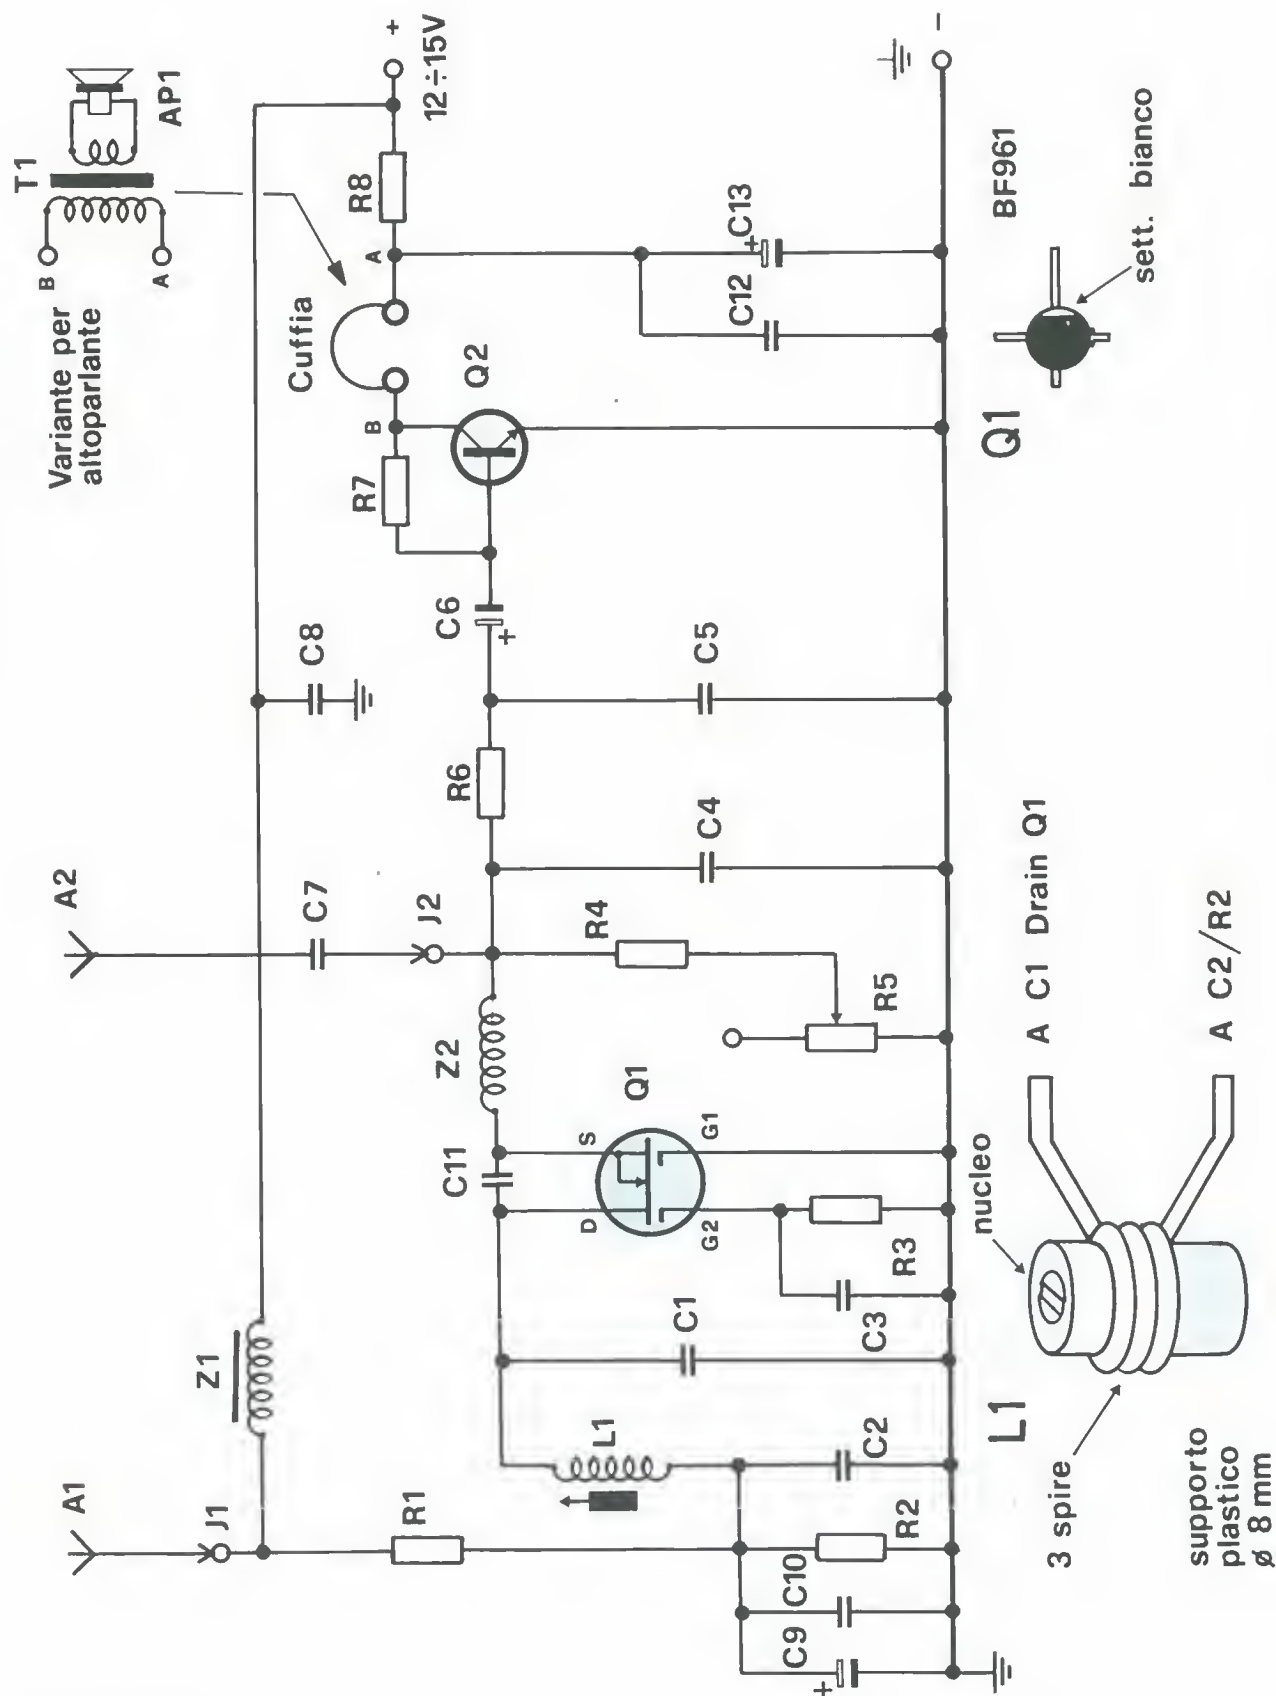 A1
J1
Z1
R1
L1
C9
C10
R2
C2
C1
C3
R3
D
S
G2
G1
Q1
C11
Z2
A2
C7
J2
R4
R5
C4
R6
C8
C5
C6
+
+
R7
B
Q2
Cuffia
A
R8
C12
C13
+
+
12÷15V
-
Variante per
altoparlante
B
A
T1
AP1
L1
nucleo
3 spire
supporto
plastico
ø 8 mm
A C1 Drain Q1
A C2/R2
Q1
BF961
sett. bianco